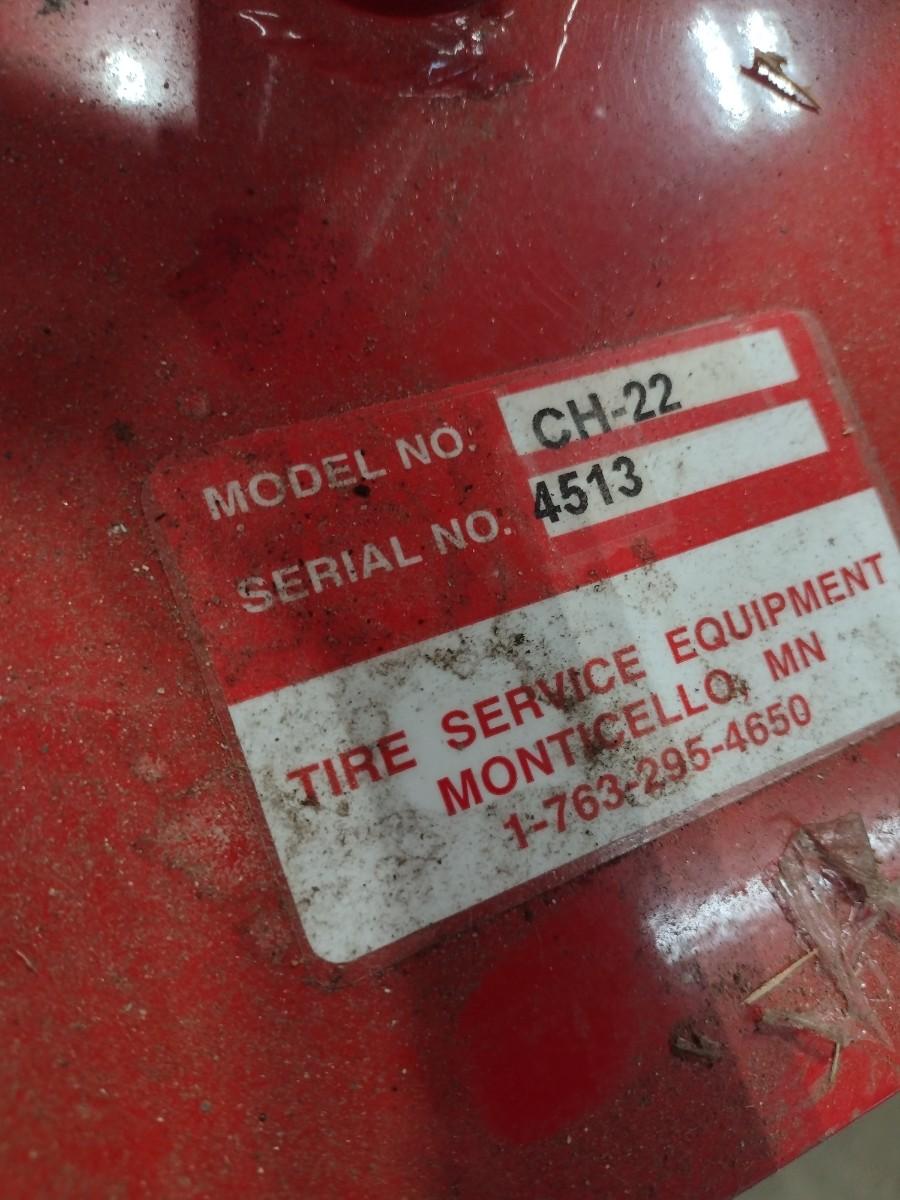 MODEL NO. CH-22
SERIAL NO. 4513
TIRE SERVICE EQUIPMENT
MONTICELLO, MN
1-763-295-4650